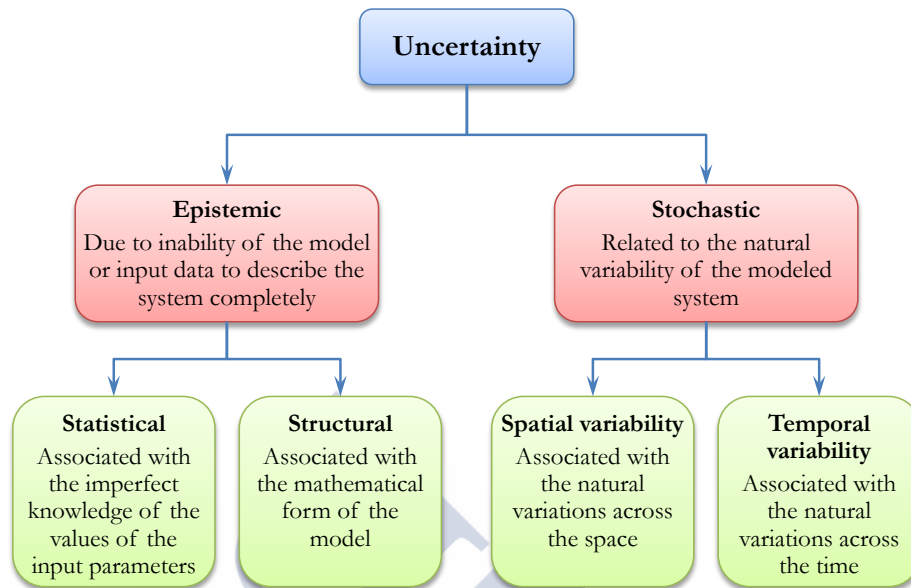 Uncertainty
Epistemic
Due to inability of the model
or input data to describe the
system completely
Stochastic
Related to the natural
variability of the modeled
system
Statistical
Associated with
the imperfect
knowledge of the
values of the
input parameters
Structural
Associated with
the mathematical
form of the
model
Spatial variability
Associated with
the natural
variations across
the space
Temporal
variability
Associated with
the natural
variations across
the time